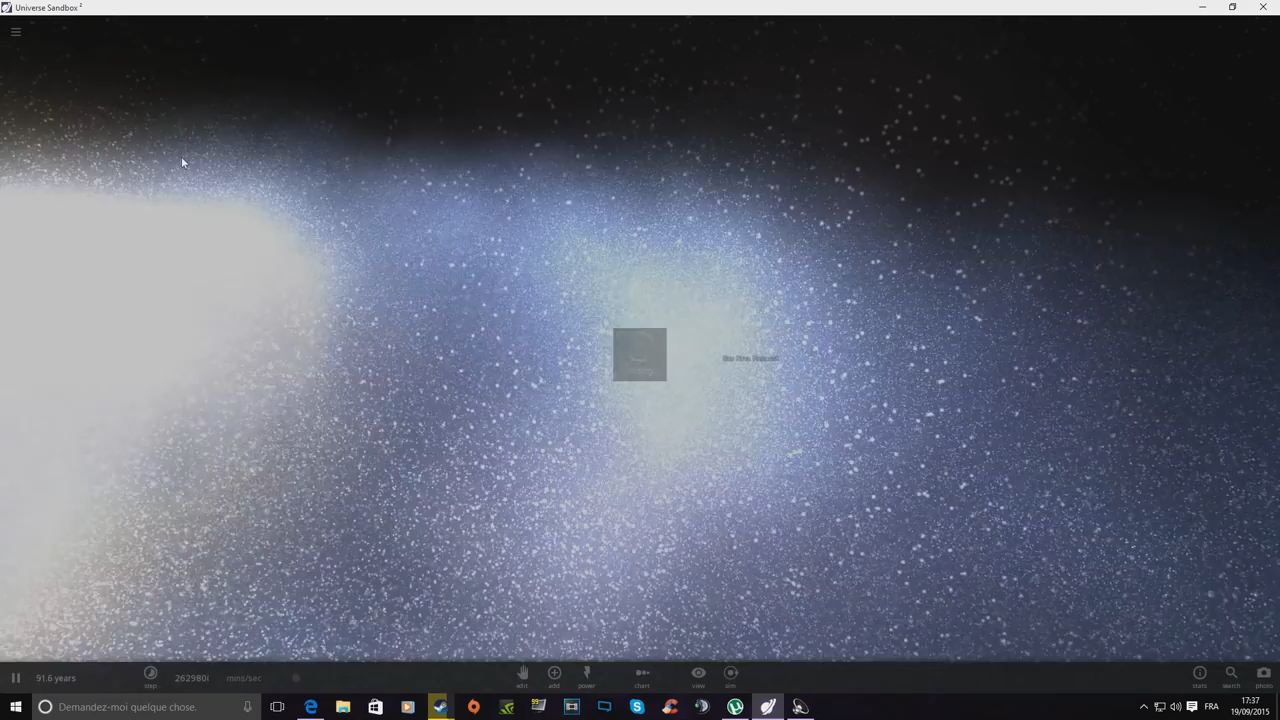 Universe Sandbox ²
91.6 years
step
262980
mins/sec
edit
add
power
chart
view
sim
stats
search
photo
Demandez-moi quelque chose.
99
FRA
17:37
19/09/2015